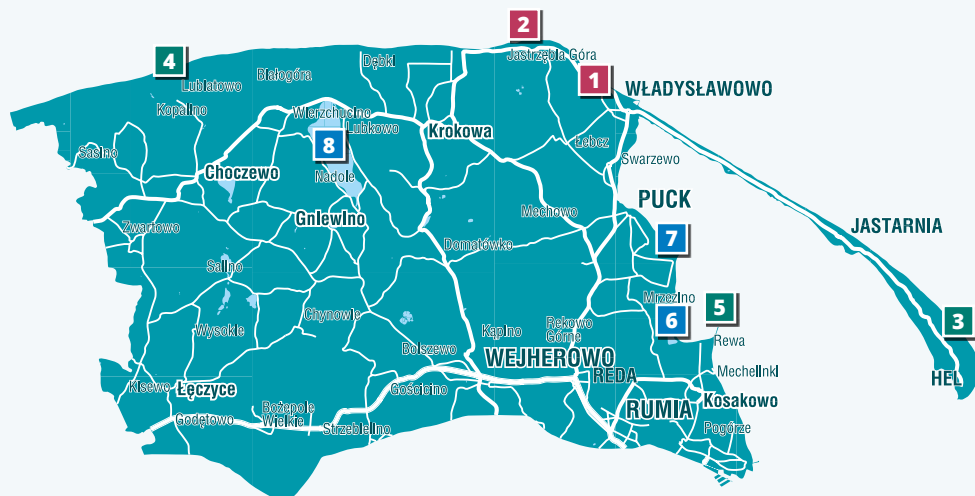 2
4
Jastrzębia Góra
Dębki
Białogóra
1
Lubiatowo
WŁADYSŁAWOWO
Kopalino
Wierzchucino
Lubkowo
Krokowa
8
Łebcz
Sasino
Swarzewo
Choczewo
Nadole
PUCK
Gniewino
Mechowo
Zwartowo
JASTARNIA
7
Domatówko
Salino
Mrzezino
5
Chynowie
6
3
Wysokie
Kąpino
Rekowo
Górne
Rewa
Bolszewo
WEJHEROWO
Mechelinki
REDA
HEL
Kisewo
Łęczyce
Gościcino
Kosakowo
Bożepole
Wielkie
RUMIA
Godętowo
Strzebielino
Pogórze